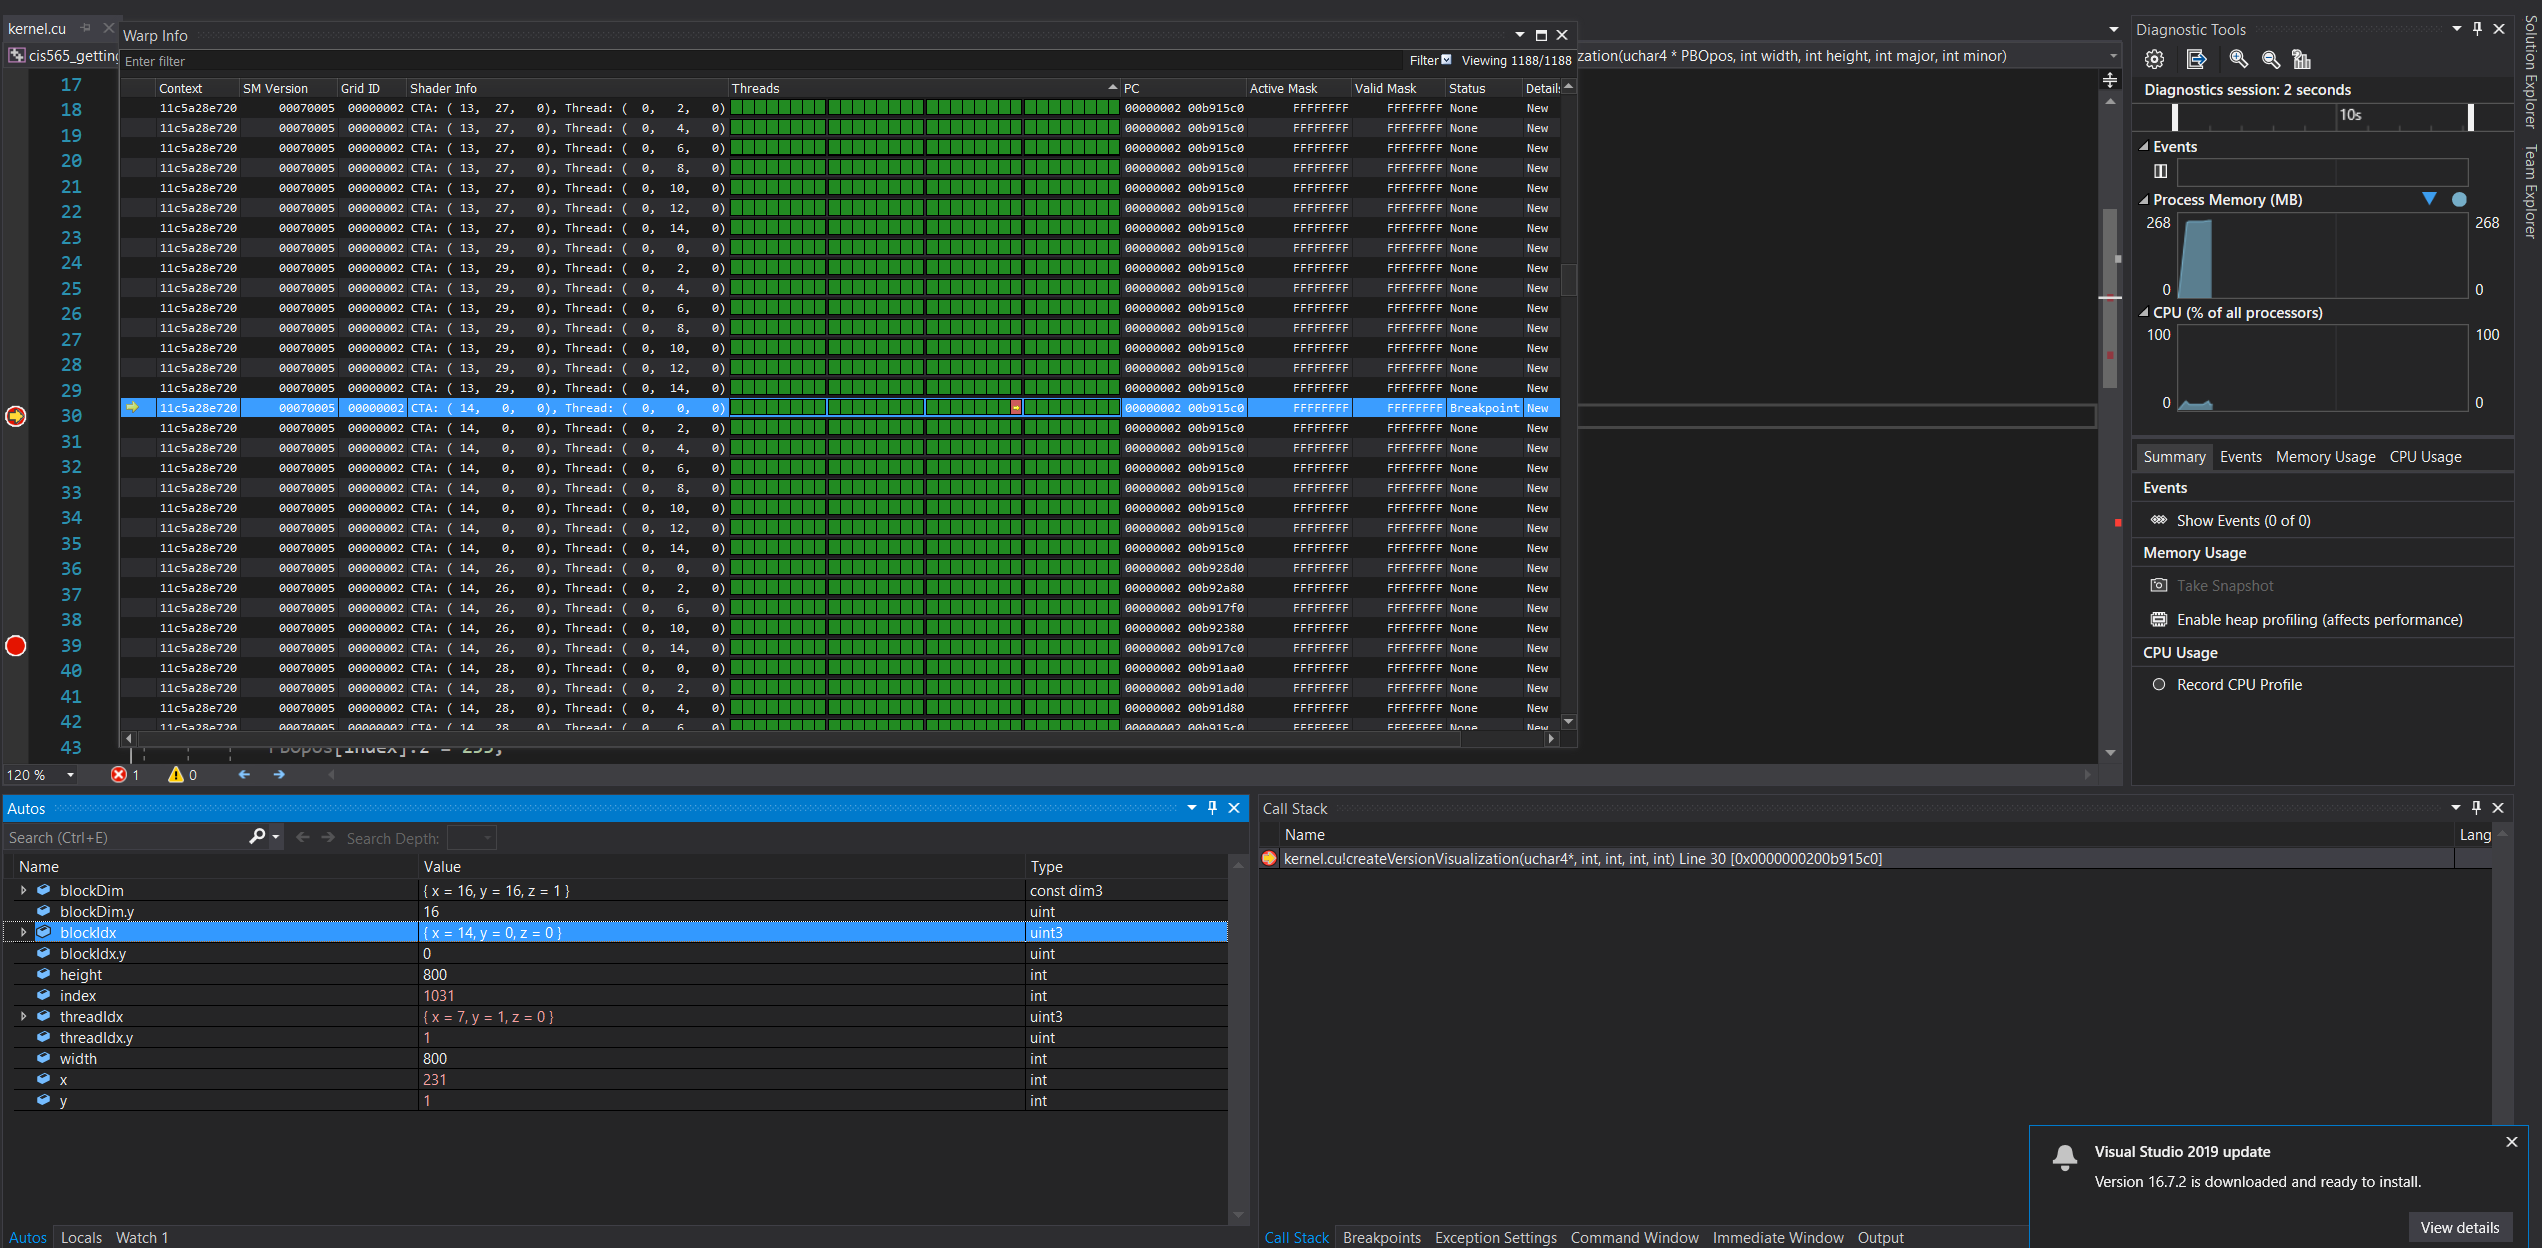 kernel.cu
cis565_getting
Warp Info
Enter filter
Filter Viewing 1188/1188
zation(uchar4 * PBOpos, int width, int height, int major, int minor)
Context SM Version Grid ID Shader Info Threads PC Active Mask Valid Mask Status Details
11c5a28e720 00070005 00000002 CTA: ( 13, 27, 0), Thread: ( 0, 2, 0) 00000002 00b915c0 FFFFFFFF FFFFFFFF None New
11c5a28e720 00070005 00000002 CTA: ( 13, 27, 0), Thread: ( 0, 4, 0) 00000002 00b915c0 FFFFFFFF FFFFFFFF None New
11c5a28e720 00070005 00000002 CTA: ( 13, 27, 0), Thread: ( 0, 6, 0) 00000002 00b915c0 FFFFFFFF FFFFFFFF None New
11c5a28e720 00070005 00000002 CTA: ( 13, 27, 0), Thread: ( 0, 8, 0) 00000002 00b915c0 FFFFFFFF FFFFFFFF None New
11c5a28e720 00070005 00000002 CTA: ( 13, 27, 0), Thread: ( 0, 10, 0) 00000002 00b915c0 FFFFFFFF FFFFFFFF None New
11c5a28e720 00070005 00000002 CTA: ( 13, 27, 0), Thread: ( 0, 12, 0) 00000002 00b915c0 FFFFFFFF FFFFFFFF None New
11c5a28e720 00070005 00000002 CTA: ( 13, 27, 0), Thread: ( 0, 14, 0) 00000002 00b915c0 FFFFFFFF FFFFFFFF None New
11c5a28e720 00070005 00000002 CTA: ( 13, 29, 0), Thread: ( 0, 0, 0) 00000002 00b915c0 FFFFFFFF FFFFFFFF None New
11c5a28e720 00070005 00000002 CTA: ( 13, 29, 0), Thread: ( 0, 2, 0) 00000002 00b915c0 FFFFFFFF FFFFFFFF None New
11c5a28e720 00070005 00000002 CTA: ( 13, 29, 0), Thread: ( 0, 4, 0) 00000002 00b915c0 FFFFFFFF FFFFFFFF None New
11c5a28e720 00070005 00000002 CTA: ( 13, 29, 0), Thread: ( 0, 6, 0) 00000002 00b915c0 FFFFFFFF FFFFFFFF None New
11c5a28e720 00070005 00000002 CTA: ( 13, 29, 0), Thread: ( 0, 8, 0) 00000002 00b915c0 FFFFFFFF FFFFFFFF None New
11c5a28e720 00070005 00000002 CTA: ( 13, 29, 0), Thread: ( 0, 10, 0) 00000002 00b915c0 FFFFFFFF FFFFFFFF None New
11c5a28e720 00070005 00000002 CTA: ( 13, 29, 0), Thread: ( 0, 12, 0) 00000002 00b915c0 FFFFFFFF FFFFFFFF None New
11c5a28e720 00070005 00000002 CTA: ( 13, 29, 0), Thread: ( 0, 14, 0) 00000002 00b915c0 FFFFFFFF FFFFFFFF None New
11c5a28e720 00070005 00000002 CTA: ( 14, 0, 0), Thread: ( 0, 0, 0) 00000002 00b915c0 FFFFFFFF FFFFFFFF Breakpoint New
11c5a28e720 00070005 00000002 CTA: ( 14, 0, 0), Thread: ( 0, 2, 0) 00000002 00b915c0 FFFFFFFF FFFFFFFF None New
11c5a28e720 00070005 00000002 CTA: ( 14, 0, 0), Thread: ( 0, 4, 0) 00000002 00b915c0 FFFFFFFF FFFFFFFF None New
11c5a28e720 00070005 00000002 CTA: ( 14, 0, 0), Thread: ( 0, 6, 0) 00000002 00b915c0 FFFFFFFF FFFFFFFF None New
11c5a28e720 00070005 00000002 CTA: ( 14, 0, 0), Thread: ( 0, 8, 0) 00000002 00b915c0 FFFFFFFF FFFFFFFF None New
11c5a28e720 00070005 00000002 CTA: ( 14, 0, 0), Thread: ( 0, 10, 0) 00000002 00b915c0 FFFFFFFF FFFFFFFF None New
11c5a28e720 00070005 00000002 CTA: ( 14, 0, 0), Thread: ( 0, 12, 0) 00000002 00b915c0 FFFFFFFF FFFFFFFF None New
11c5a28e720 00070005 00000002 CTA: ( 14, 0, 0), Thread: ( 0, 14, 0) 00000002 00b915c0 FFFFFFFF FFFFFFFF None New
11c5a28e720 00070005 00000002 CTA: ( 14, 26, 0), Thread: ( 0, 0, 0) 00000002 00b928d0 FFFFFFFF FFFFFFFF None New
11c5a28e720 00070005 00000002 CTA: ( 14, 26, 0), Thread: ( 0, 2, 0) 00000002 00b92a80 FFFFFFFF FFFFFFFF None New
11c5a28e720 00070005 00000002 CTA: ( 14, 26, 0), Thread: ( 0, 6, 0) 00000002 00b917f0 FFFFFFFF FFFFFFFF None New
11c5a28e720 00070005 00000002 CTA: ( 14, 26, 0), Thread: ( 0, 10, 0) 00000002 00b92380 FFFFFFFF FFFFFFFF None New
11c5a28e720 00070005 00000002 CTA: ( 14, 26, 0), Thread: ( 0, 14, 0) 00000002 00b917c0 FFFFFFFF FFFFFFFF None New
11c5a28e720 00070005 00000002 CTA: ( 14, 28, 0), Thread: ( 0, 0, 0) 00000002 00b91aa0 FFFFFFFF FFFFFFFF None New
11c5a28e720 00070005 00000002 CTA: ( 14, 28, 0), Thread: ( 0, 2, 0) 00000002 00b91ad0 FFFFFFFF FFFFFFFF None New
11c5a28e720 00070005 00000002 CTA: ( 14, 28, 0), Thread: ( 0, 4, 0) 00000002 00b91d80 FFFFFFFF FFFFFFFF None New
11c5a28e720 00070005 00000002 CTA: ( 14, 28, 0), Thread: ( 0, 6, 0) 00000002 00b915c0 FFFFFFFF FFFFFFFF None New
17
18
19
20
21
22
23
24
25
26
27
28
29
30
31
32
33
34
35
36
37
38
39
40
41
42
43
PBOpos[index].z = 255;
120 % 1 0
Diagnostic Tools
Diagnostics session: 2 seconds
10s
Events
Process Memory (MB)
268 268
0 0
CPU (% of all processors)
100 100
0 0
Summary Events Memory Usage CPU Usage
Events
Show Events (0 of 0)
Memory Usage
Take Snapshot
Enable heap profiling (affects performance)
CPU Usage
Record CPU Profile
Solution Explorer
Team Explorer
Autos
Search (Ctrl+E) Search Depth:
Name Value Type
blockDim { x = 16, y = 16, z = 1 } const dim3
blockDim.y 16 uint
blockIdx { x = 14, y = 0, z = 0 } uint3
blockIdx.y 0 uint
height 800 int
index 1031 int
threadIdx { x = 7, y = 1, z = 0 } uint3
threadIdx.y 1 uint
width 800 int
x 231 int
y 1 int
Autos Locals Watch 1
Call Stack
Name Lang
kernel.cu!createVersionVisualization(uchar4*, int, int, int, int) Line 30 [0x0000000200b915c0]
Call Stack Breakpoints Exception Settings Command Window Immediate Window Output
Visual Studio 2019 update
Version 16.7.2 is downloaded and ready to install.
View details